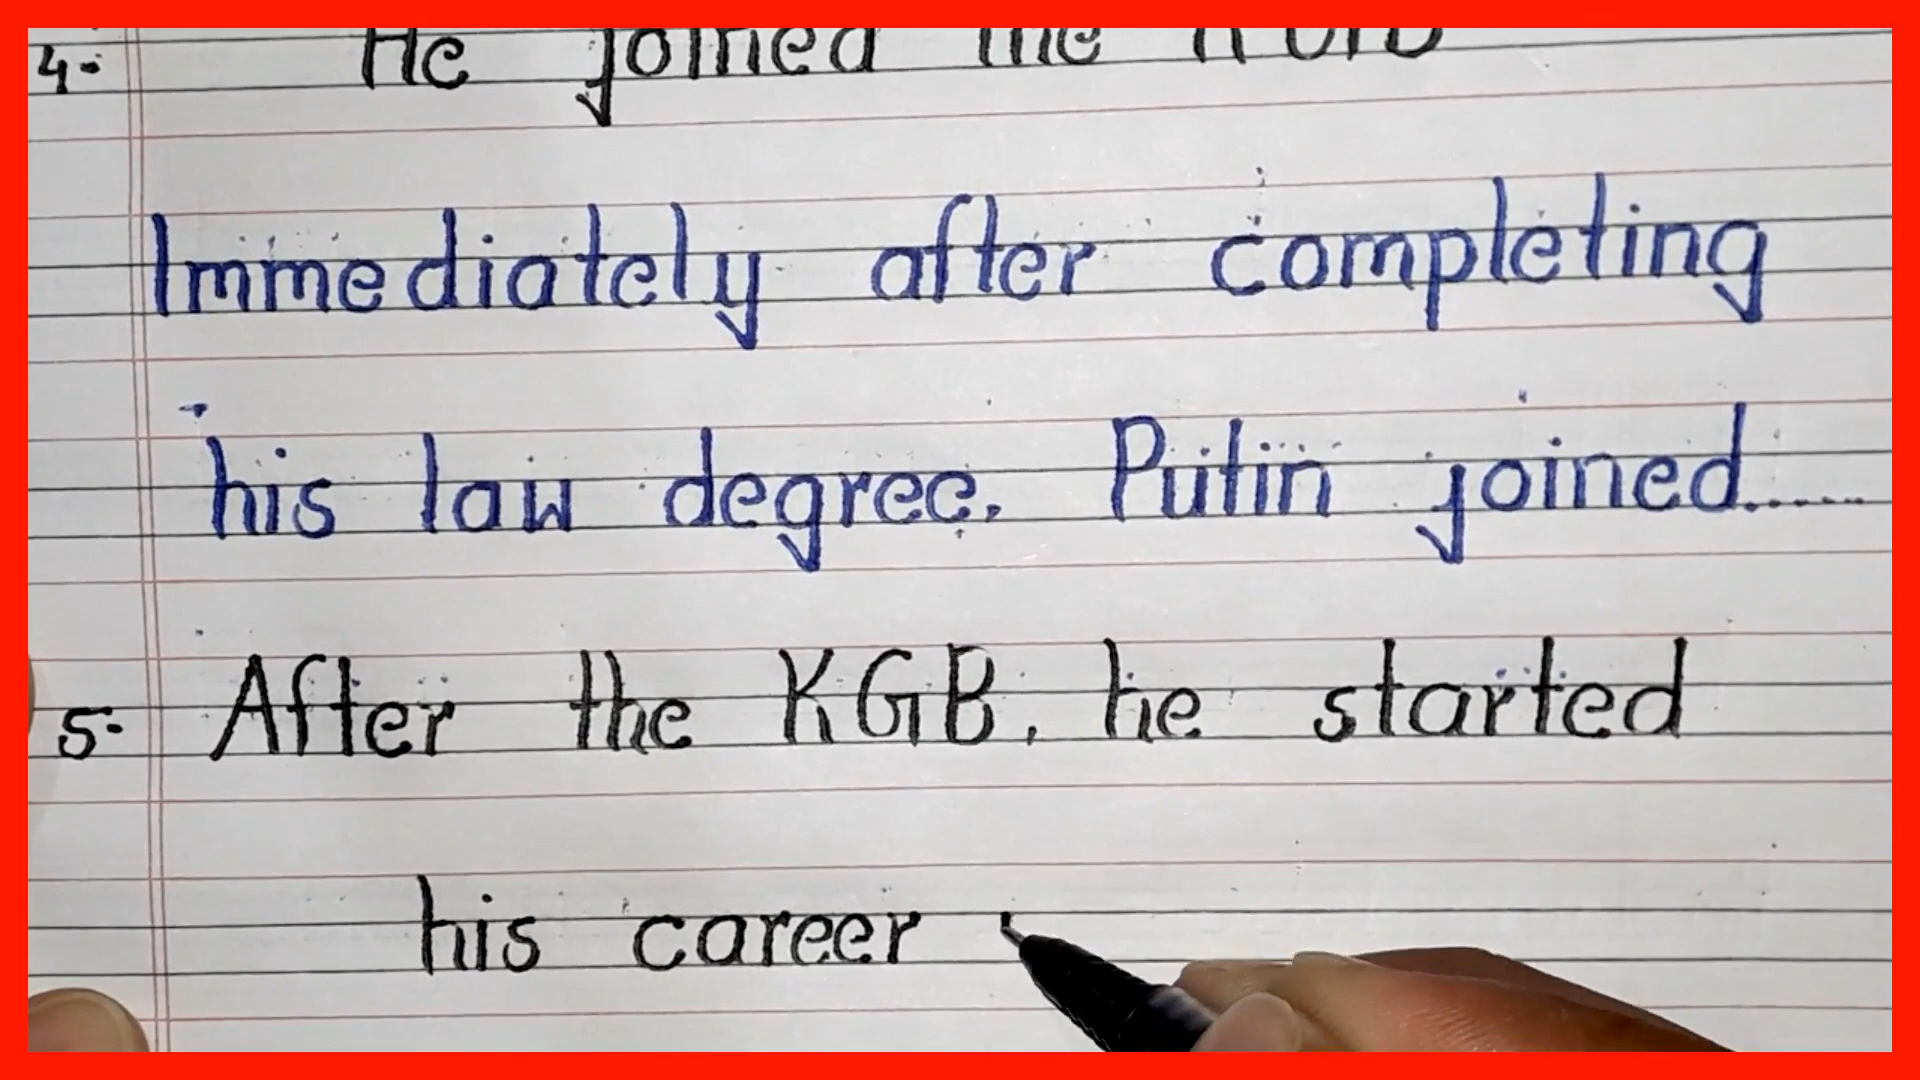 4- He joined the KGB
Immediately after completing
his law degree, Putin joined......
5- After the KGB, he started
his career